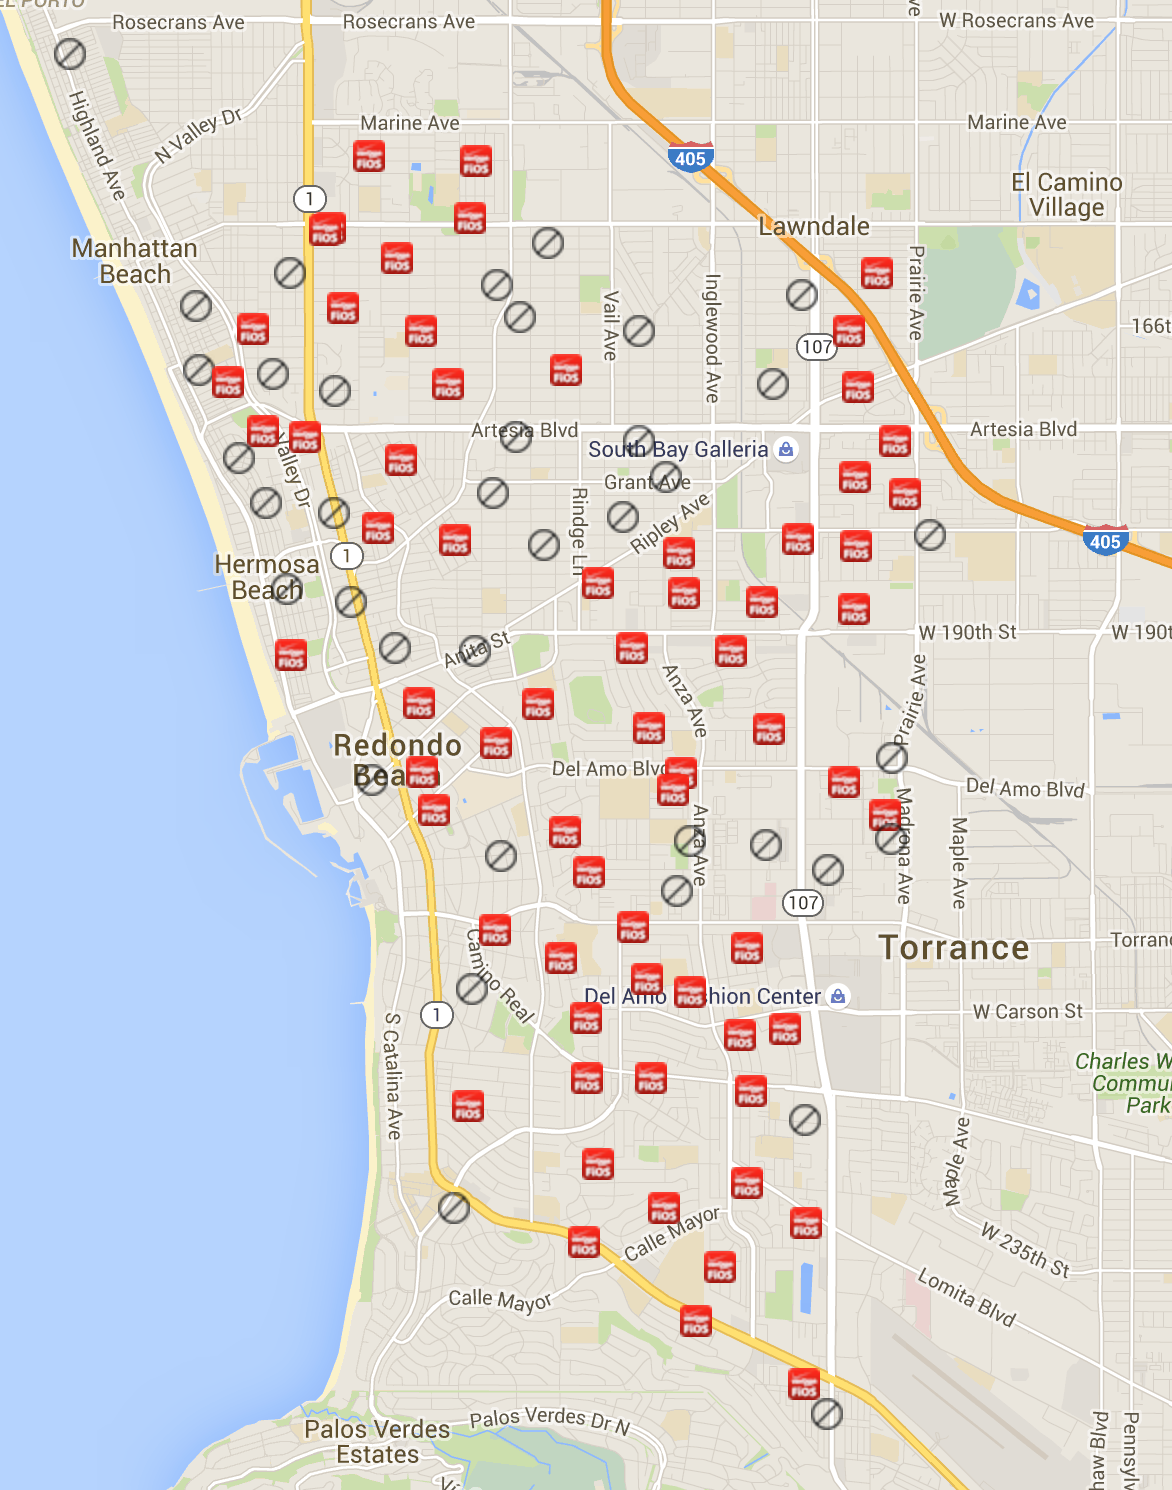 EL PORTO
Rosecrans Ave
Rosecrans Ave
W Rosecrans Ave
Highland Ave
N Valley Dr
Marine Ave
Marine Ave
405
El Camino
Village
1
Lawndale
Manhattan
Beach
Prairie Ave
Vail Ave
Inglewood Ave
166t
107
Artesia Blvd
Artesia Blvd
Valley Dr
South Bay Galleria
Grant Ave
Rindge Ln
Ripley Ave
405
1
Hermosa
Beach
W 190th St
W 190t
Anita St
Anza Ave
Prairie Ave
Redondo
Beach
Del Amo Blvd
Del Amo Blvd
Anza Ave
Madrona Ave
Maple Ave
107
Torrance
Torranc
Camino Real
Del Amo Fashion Center
1
W Carson St
S Catalina Ave
Charles W
Commu
Park
Maple Ave
Calle Mayor
W 235th St
Lomita Blvd
Calle Mayor
Palos Verdes Dr N
Palos Verdes
Estates
haw Blvd
Pennsylv
verizon
FiOS